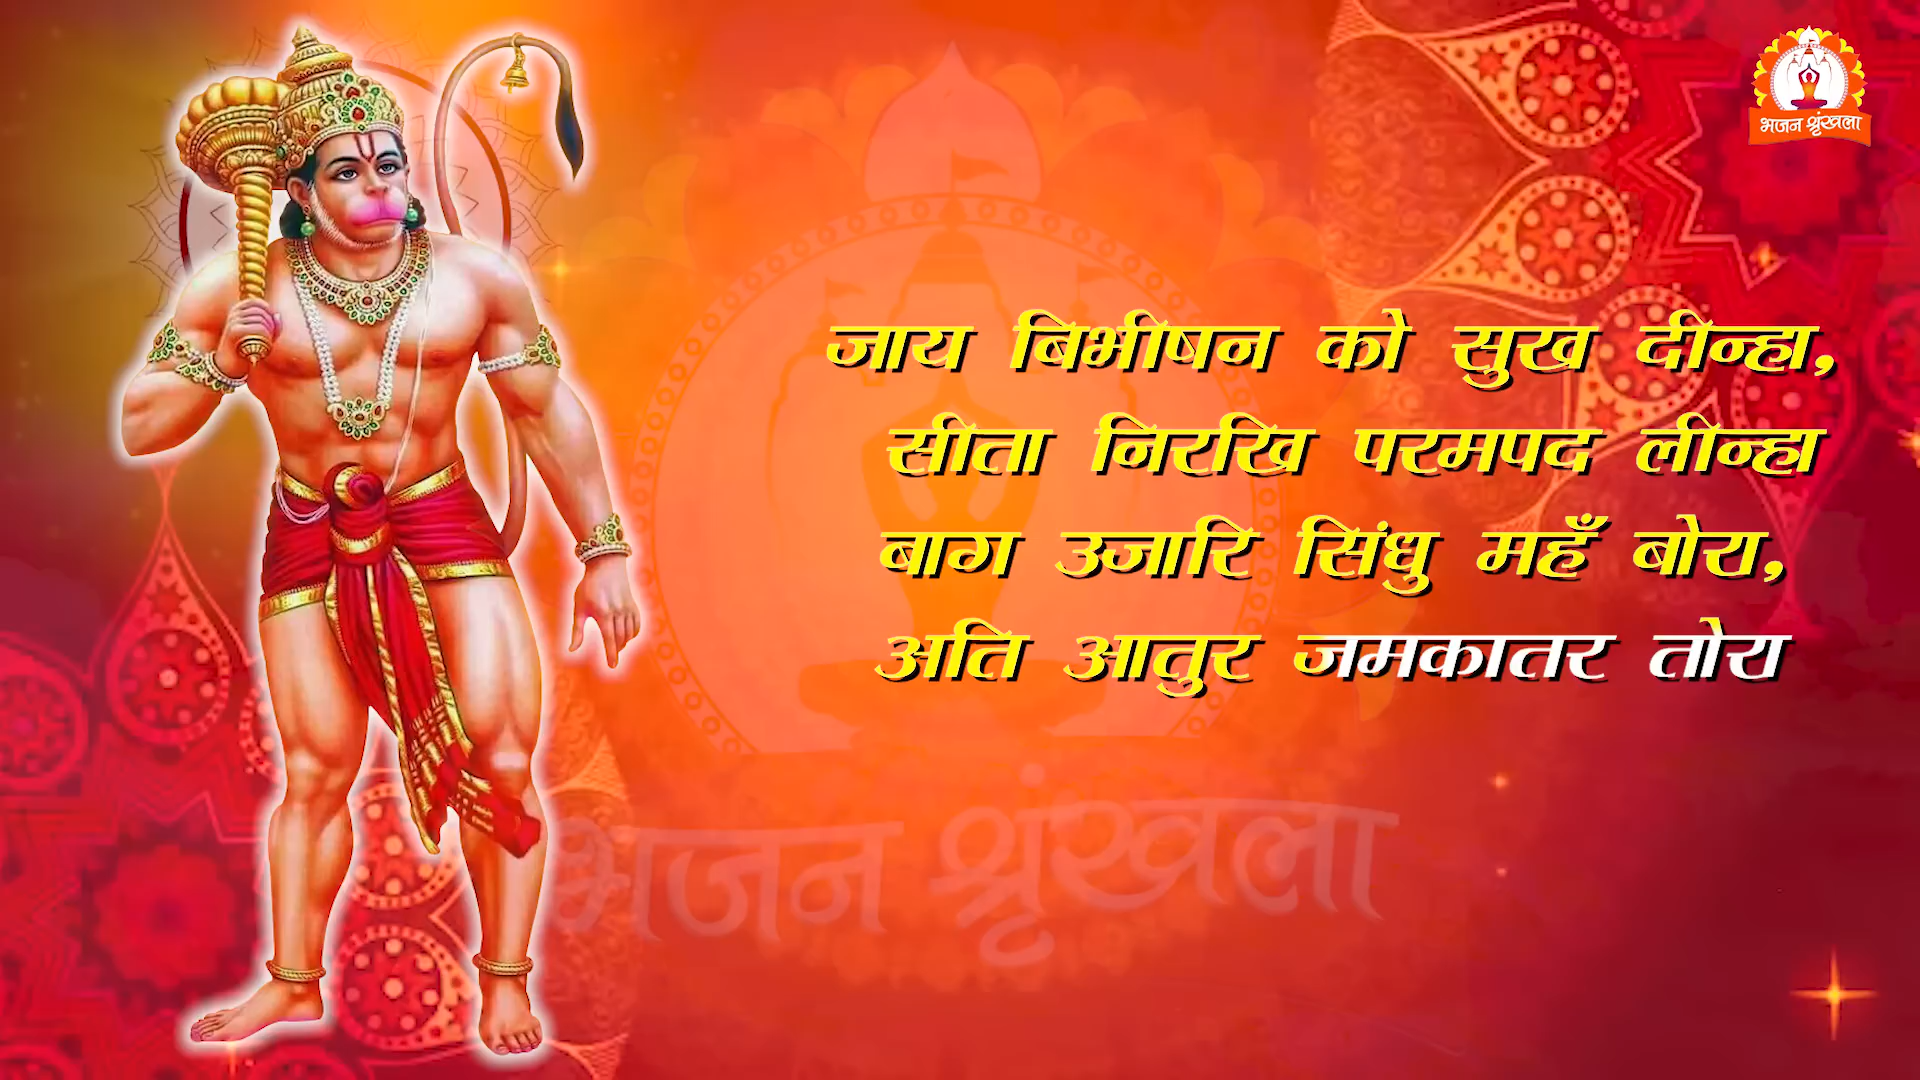 भजन श्रृंखला
जाय बिभीषन को सुख दीन्हा,
सीता निरखि परमपद लीन्हा
बाग उजारि सिंधु महँ बोरा,
अति आतुर जमकातर तोरा
भजन श्रृंखला